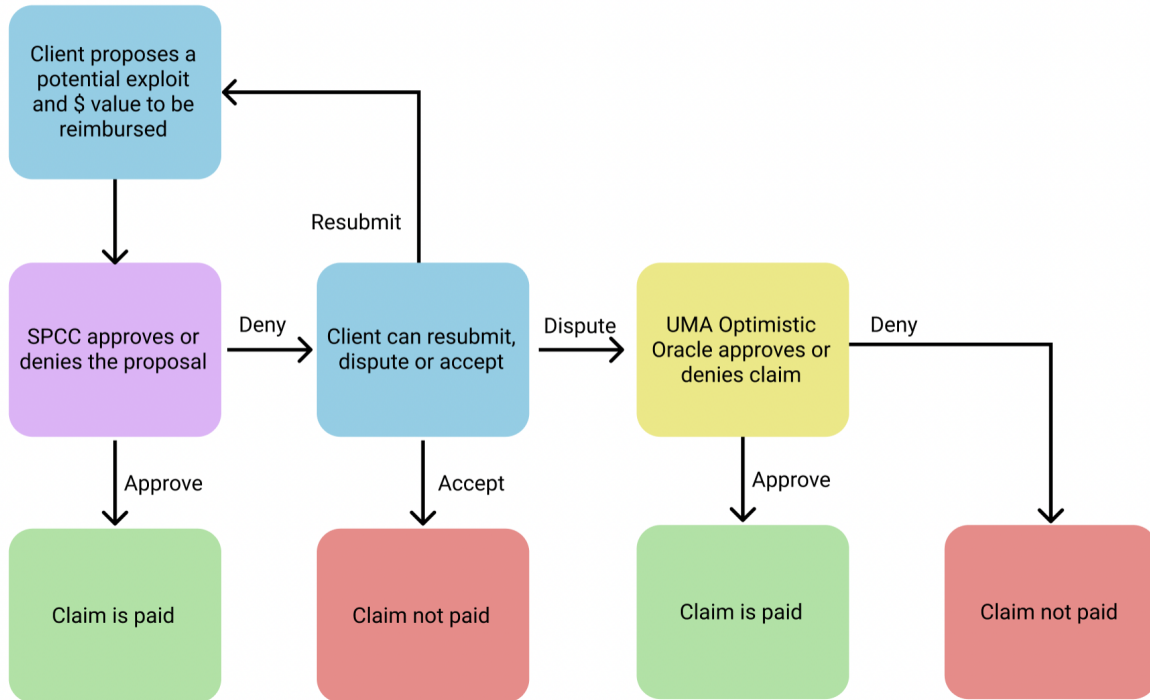 Client proposes a
potential exploit
and $ value to be
reimbursed
Resubmit
SPCC approves or
denies the proposal
Deny
Client can resubmit,
dispute or accept
Dispute
UMA Optimistic
Oracle approves or
denies claim
Deny
Approve
Accept
Approve
Claim is paid
Claim not paid
Claim is paid
Claim not paid